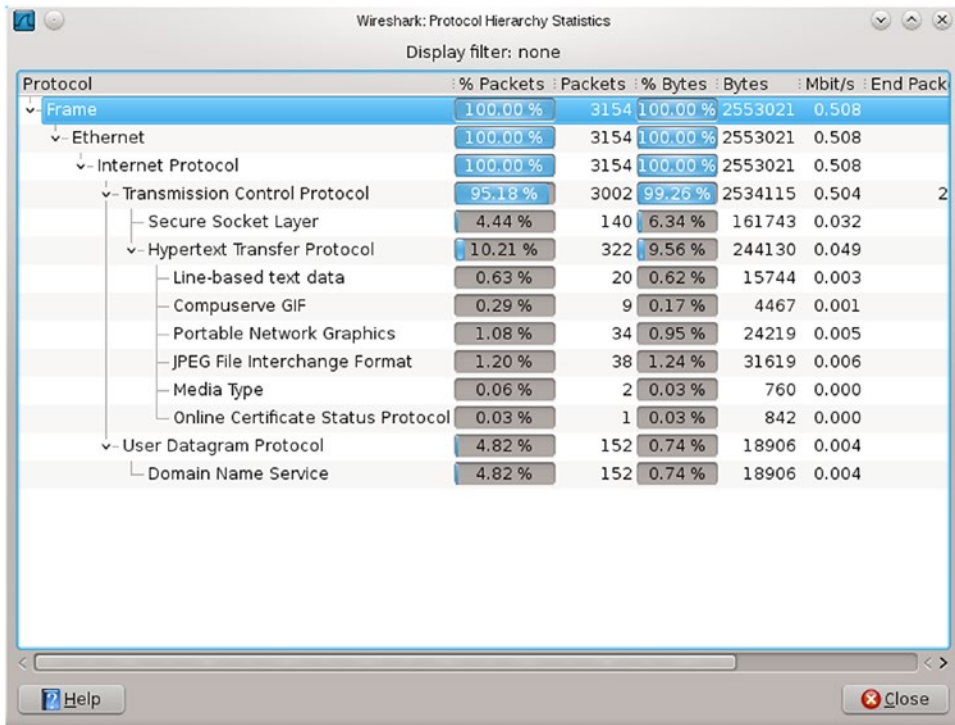 Wireshark: Protocol Hierarchy Statistics
Display filter: none
Protocol % Packets Packets % Bytes Bytes Mbit/s End Pack
Frame 100.00 % 3154 100.00 % 2553021 0.508
Ethernet 100.00 % 3154 100.00 % 2553021 0.508
Internet Protocol 100.00 % 3154 100.00 % 2553021 0.508
Transmission Control Protocol 95.18 % 3002 99.26 % 2534115 0.504 2
Secure Socket Layer 4.44 % 140 6.34 % 161743 0.032
Hypertext Transfer Protocol 10.21 % 322 9.56 % 244130 0.049
Line-based text data 0.63 % 20 0.62 % 15744 0.003
Compuserve GIF 0.29 % 9 0.17 % 4467 0.001
Portable Network Graphics 1.08 % 34 0.95 % 24219 0.005
JPEG File Interchange Format 1.20 % 38 1.24 % 31619 0.006
Media Type 0.06 % 2 0.03 % 760 0.000
Online Certificate Status Protocol 0.03 % 1 0.03 % 842 0.000
User Datagram Protocol 4.82 % 152 0.74 % 18906 0.004
Domain Name Service 4.82 % 152 0.74 % 18906 0.004
Help Close